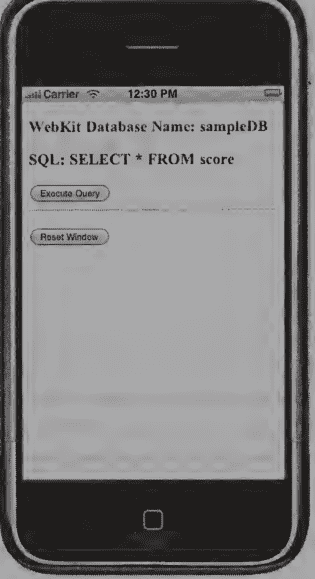 Carrier 12:30 PM
WebKit Database Name: sampleDB
SQL: SELECT * FROM score
Execute Query
Reset Window